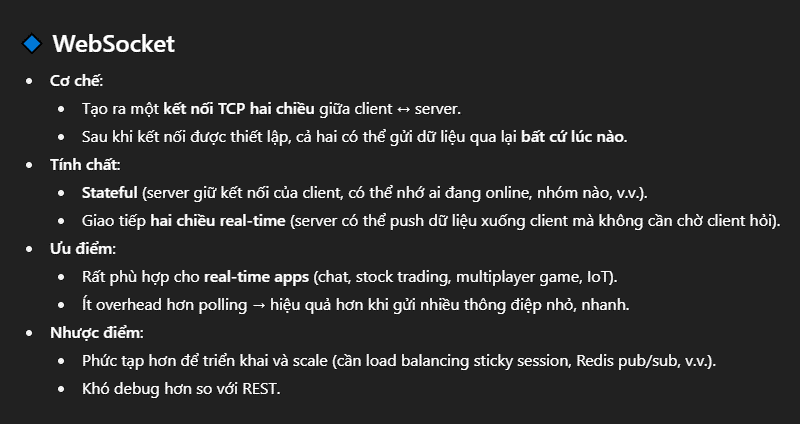 WebSocket
Cơ chế:
Tạo ra một kết nối TCP hai chiều giữa client ↔ server.
Sau khi kết nối được thiết lập, cả hai có thể gửi dữ liệu qua lại bất cứ lúc nào.
Tính chất:
Stateful (server giữ kết nối của client, có thể nhớ ai đang online, nhóm nào, v.v.).
Giao tiếp hai chiều real-time (server có thể push dữ liệu xuống client mà không cần chờ client hỏi).
Ưu điểm:
Rất phù hợp cho real-time apps (chat, stock trading, multiplayer game, IoT).
Ít overhead hơn polling → hiệu quả hơn khi gửi nhiều thông điệp nhỏ, nhanh.
Nhược điểm:
Phức tạp hơn để triển khai và scale (cần load balancing sticky session, Redis pub/sub, v.v.).
Khó debug hơn so với REST.